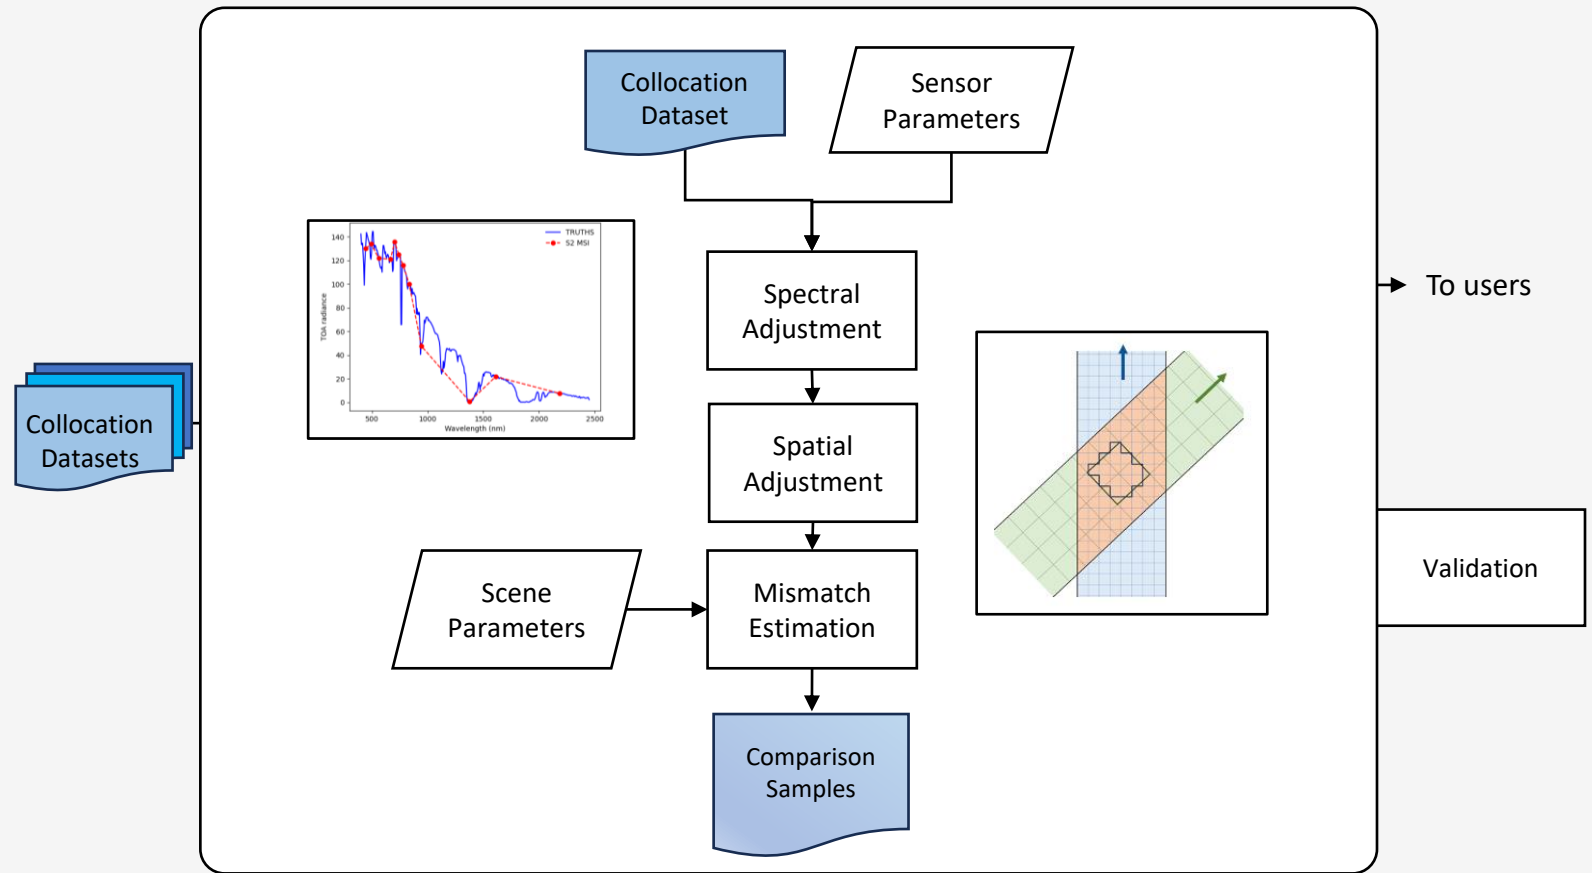 Collocation
Dataset
Sensor
Parameters
TRUTHS
S2 MSI
140
120
100
80
60
40
20
0
TOA radiance
500
1000
1500
2000
2500
Wavelength (nm)
Spectral
Adjustment
To users
Collocation
Datasets
Spatial
Adjustment
Scene
Parameters
Mismatch
Estimation
Validation
Comparison
Samples